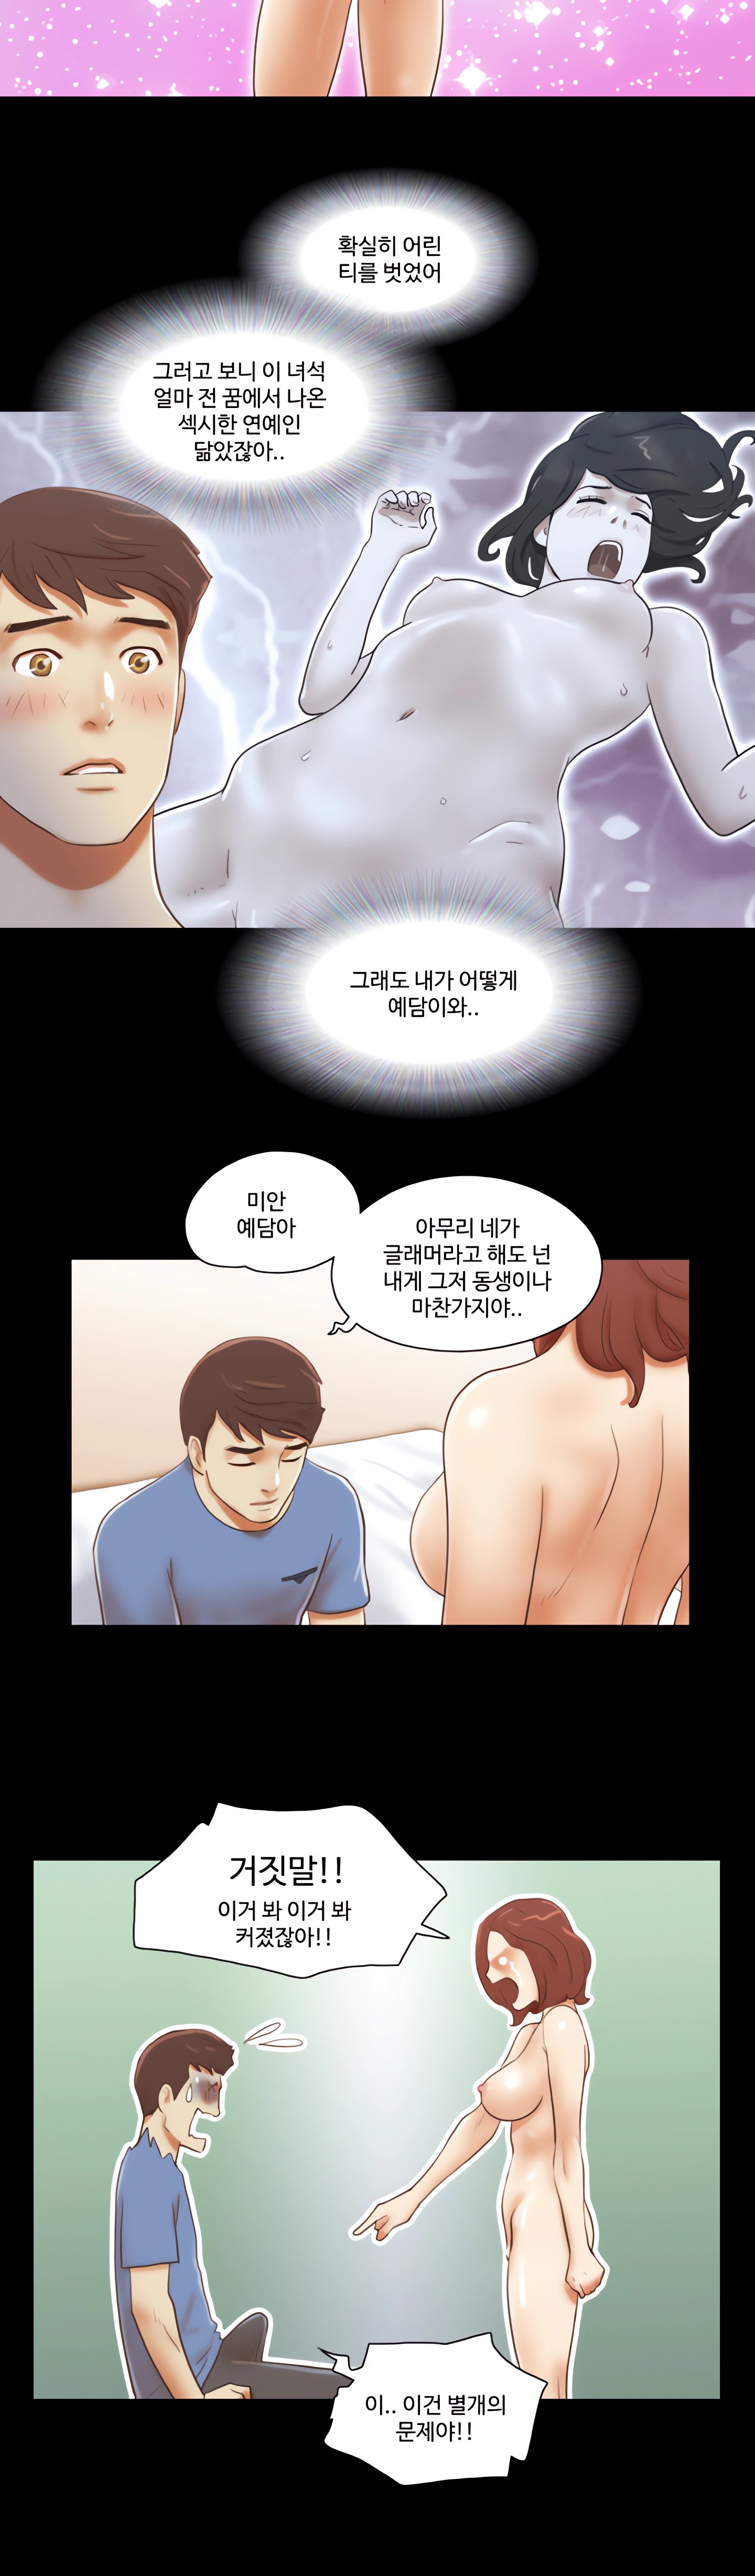 확실히 어린
티를 벗었어
그러고 보니 이 녀석
얼마 전 꿈에서 나온
섹시한 연예인
닮았잖아..
그래도 내가 어떻게
예담이와..
미안
예담아
아무리 네가
글래머라고 해도 넌
내게 그저 동생이나
마찬가지야..
거짓말!!
이거 봐 이거 봐
커졌잖아!!
이.. 이건 별개의
문제야!!